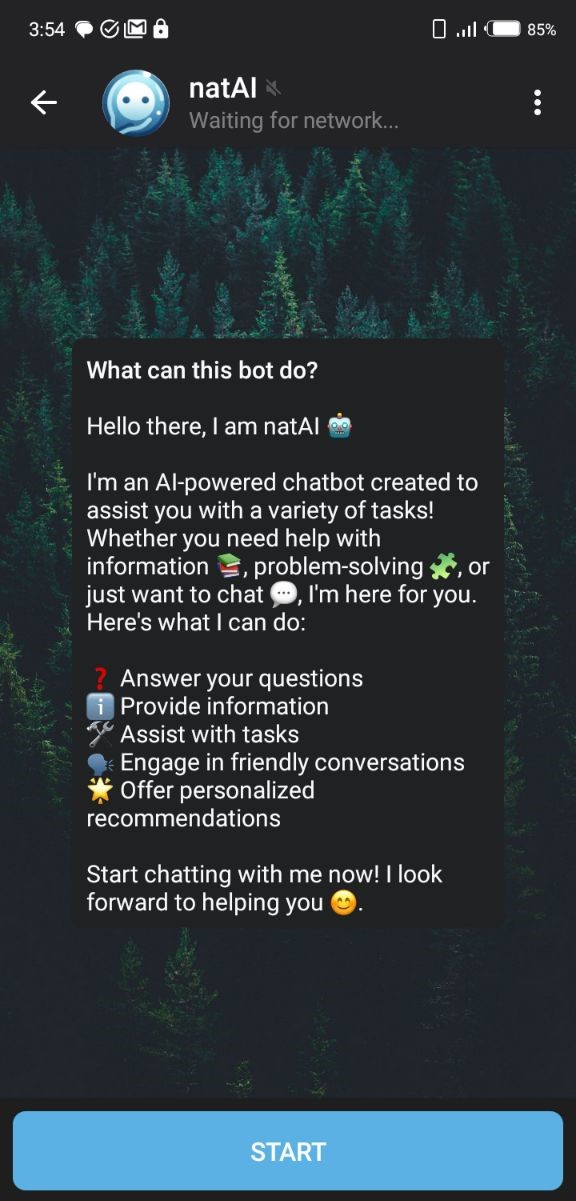 3:54
85%
natAI
Waiting for network...
What can this bot do?
Hello there, I am natAI 🤖
I'm an AI-powered chatbot created to
assist you with a variety of tasks!
Whether you need help with
information 📚, problem-solving 🧩, or
just want to chat 💬, I'm here for you.
Here's what I can do:
❓ Answer your questions
ℹ️ Provide information
🛠 Assist with tasks
🗣 Engage in friendly conversations
🌟 Offer personalized
recommendations
Start chatting with me now! I look
forward to helping you 😊.
START